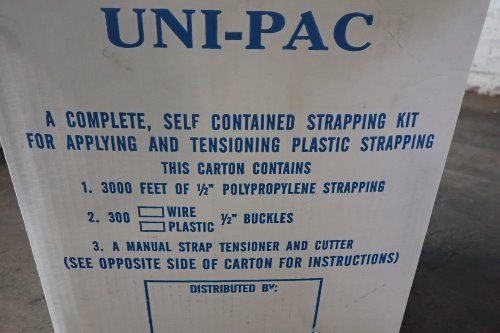 UNI-PAC
A COMPLETE, SELF CONTAINED STRAPPING KIT
FOR APPLYING AND TENSIONING PLASTIC STRAPPING
THIS CARTON CONTAINS
1. 3000 FEET OF ½" POLYPROPYLENE STRAPPING
2. 300 WIRE ½" BUCKLES
PLASTIC
3. A MANUAL STRAP TENSIONER AND CUTTER
(SEE OPPOSITE SIDE OF CARTON FOR INSTRUCTIONS)
DISTRIBUTED BY: